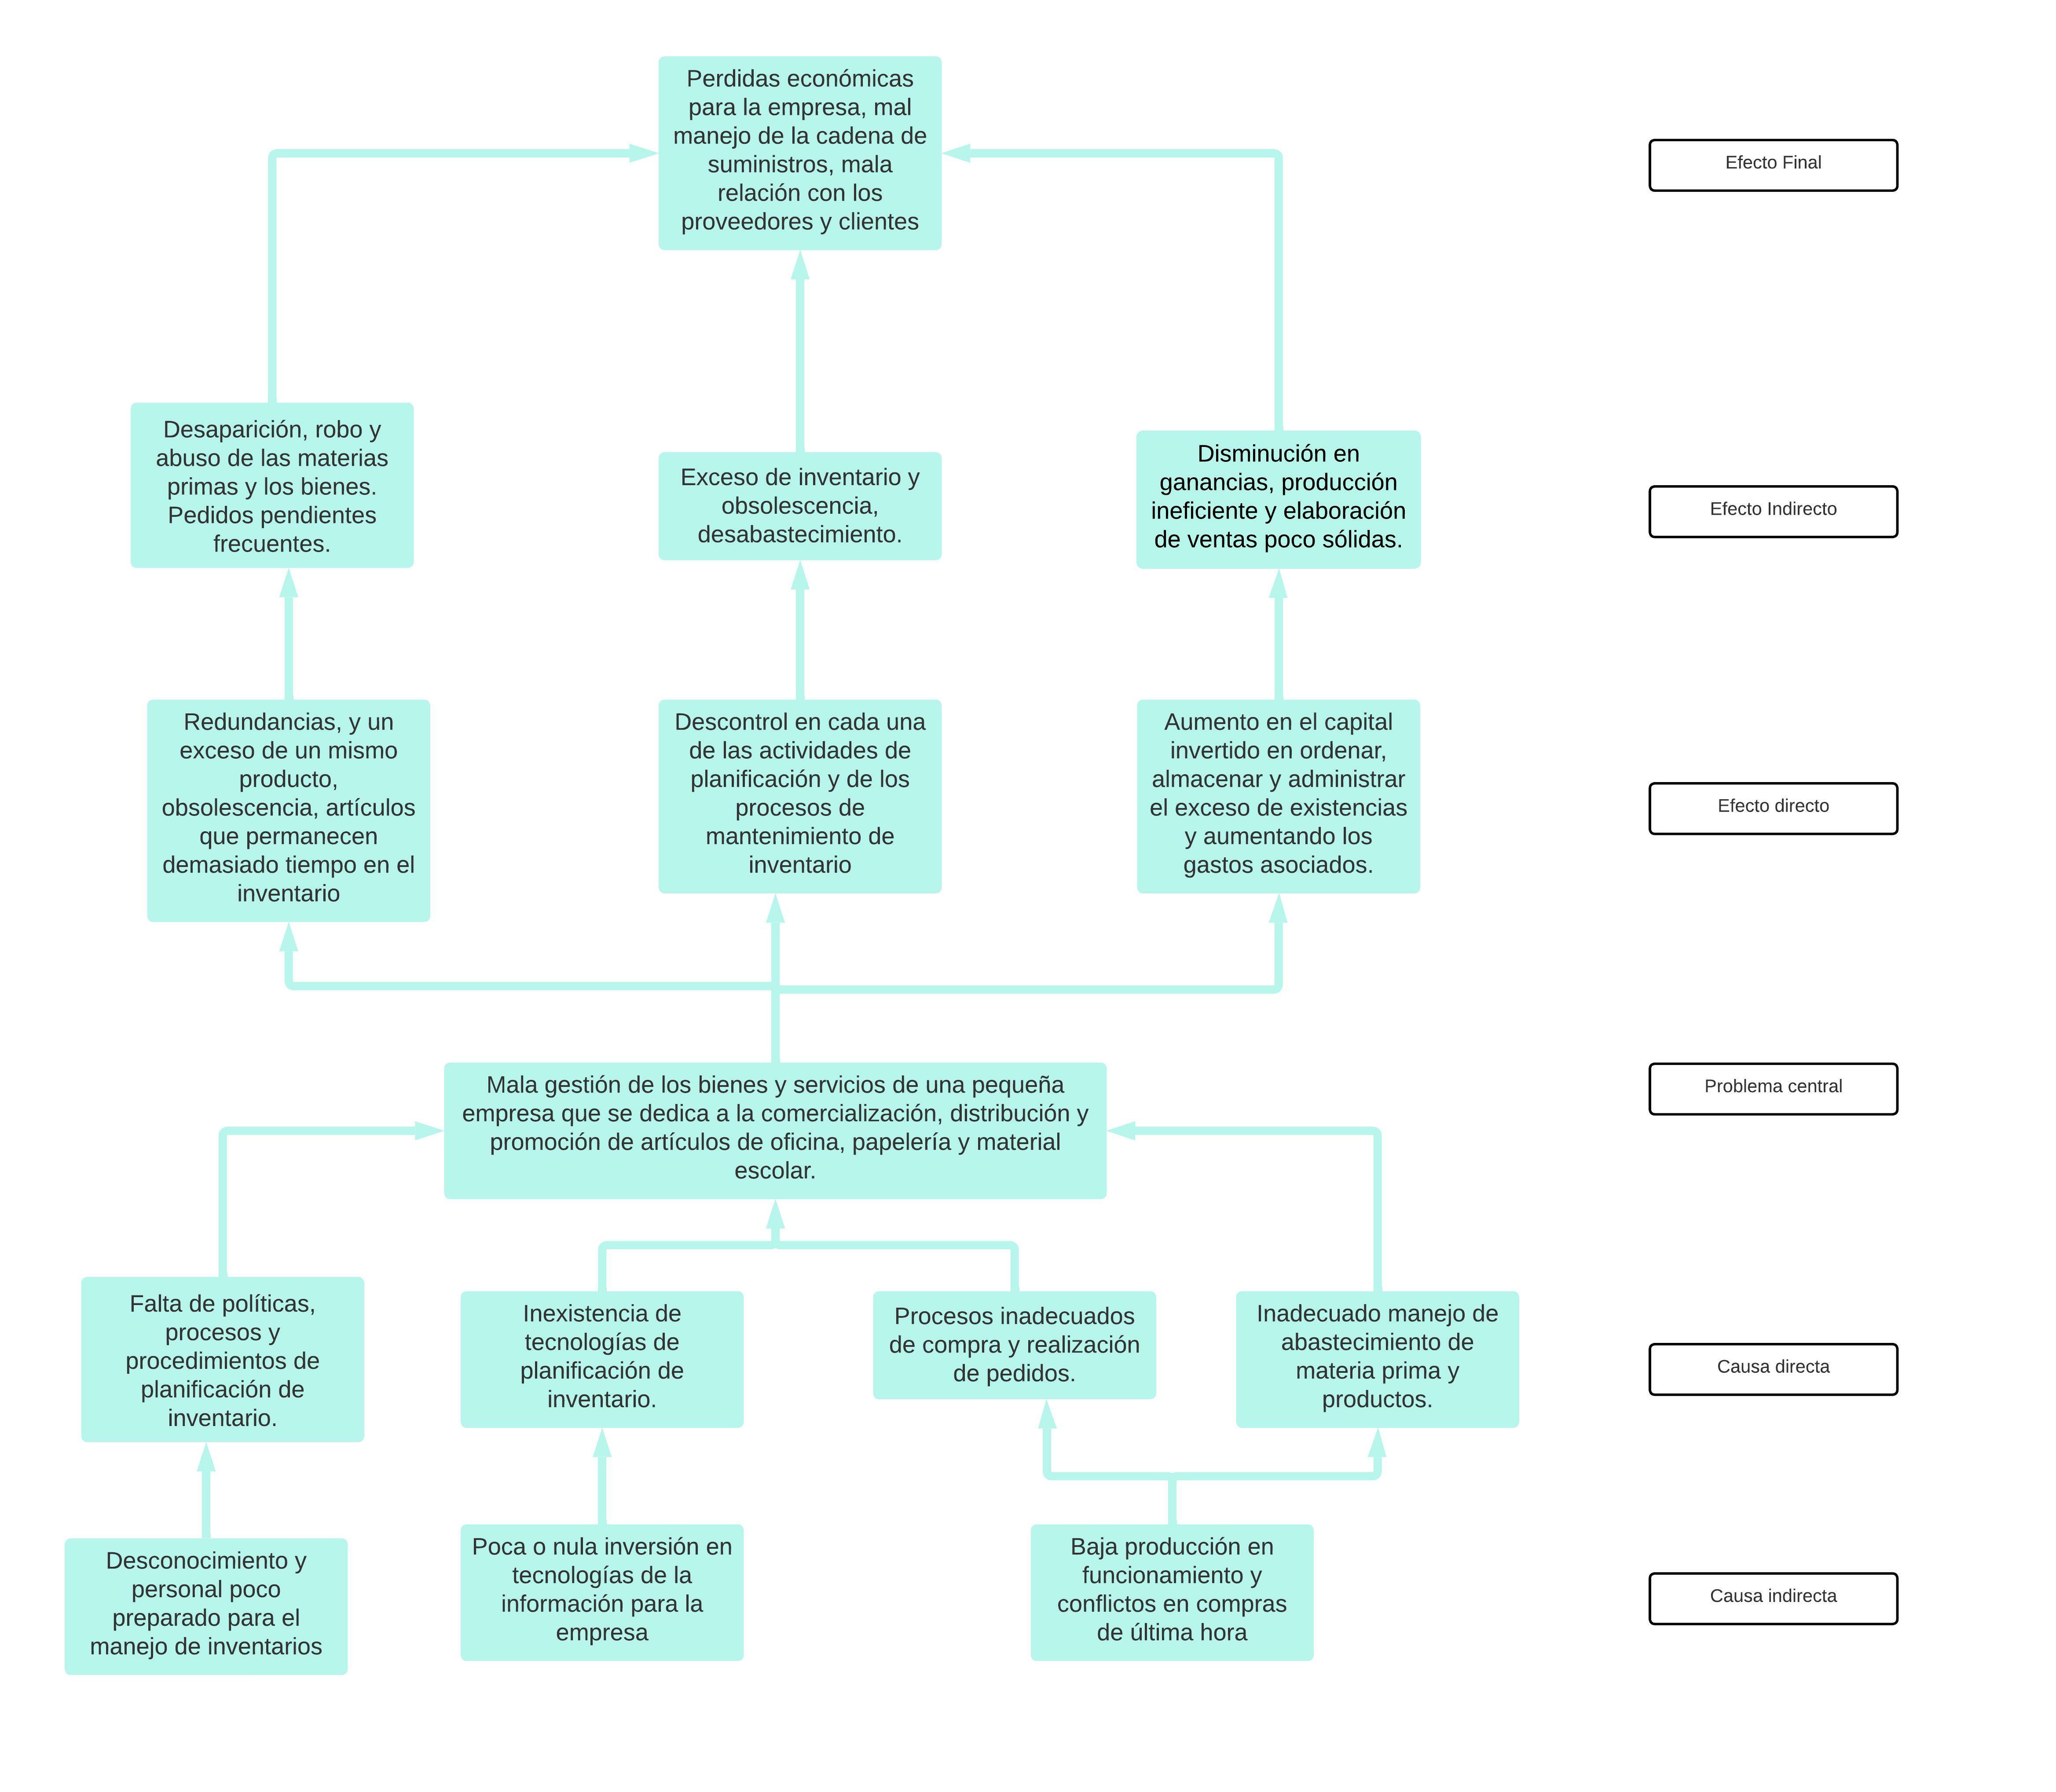 Perdidas económicas
para la empresa, mal
manejo de la cadena de
suministros, mala
relación con los
proveedores y clientes
Efecto Final
Desaparición, robo y
abuso de las materias
primas y los bienes.
Pedidos pendientes
frecuentes.
Exceso de inventario y
obsolescencia,
desabastecimiento.
Disminución en
ganancias, producción
ineficiente y elaboración
de ventas poco sólidas.
Efecto Indirecto
Redundancias, y un
exceso de un mismo
producto,
obsolescencia, artículos
que permanecen
demasiado tiempo en el
inventario
Descontrol en cada una
de las actividades de
planificación y de los
procesos de
mantenimiento de
inventario
Aumento en el capital
invertido en ordenar,
almacenar y administrar
el exceso de existencias
y aumentando los
gastos asociados.
Efecto directo
Mala gestión de los bienes y servicios de una pequeña
empresa que se dedica a la comercialización, distribución y
promoción de artículos de oficina, papelería y material
escolar.
Problema central
Falta de políticas,
procesos y
procedimientos de
planificación de
inventario.
Inexistencia de
tecnologías de
planificación de
inventario.
Procesos inadecuados
de compra y realización
de pedidos.
Inadecuado manejo de
abastecimiento de
materia prima y
productos.
Causa directa
Desconocimiento y
personal poco
preparado para el
manejo de inventarios
Poca o nula inversión en
tecnologías de la
información para la
empresa
Baja producción en
funcionamiento y
conflictos en compras
de última hora
Causa indirecta